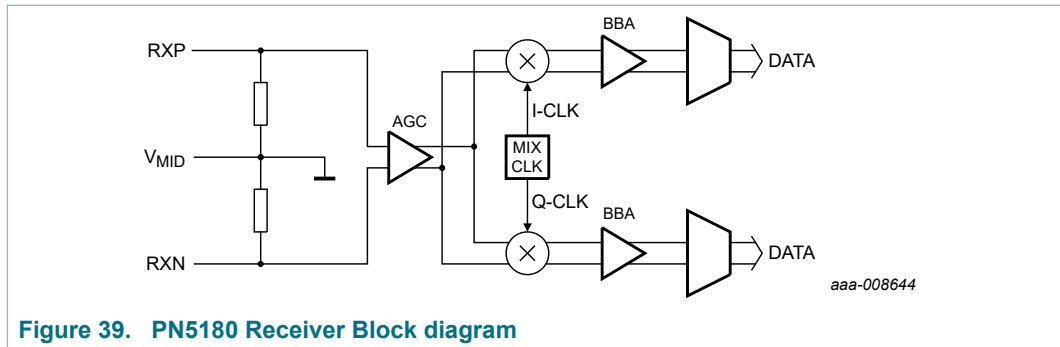 RXP
V_MID
RXN
AGC
I-CLK
MIX
CLK
Q-CLK
BBA
DATA
BBA
DATA
aaa-008644
Figure 39. PN5180 Receiver Block diagram